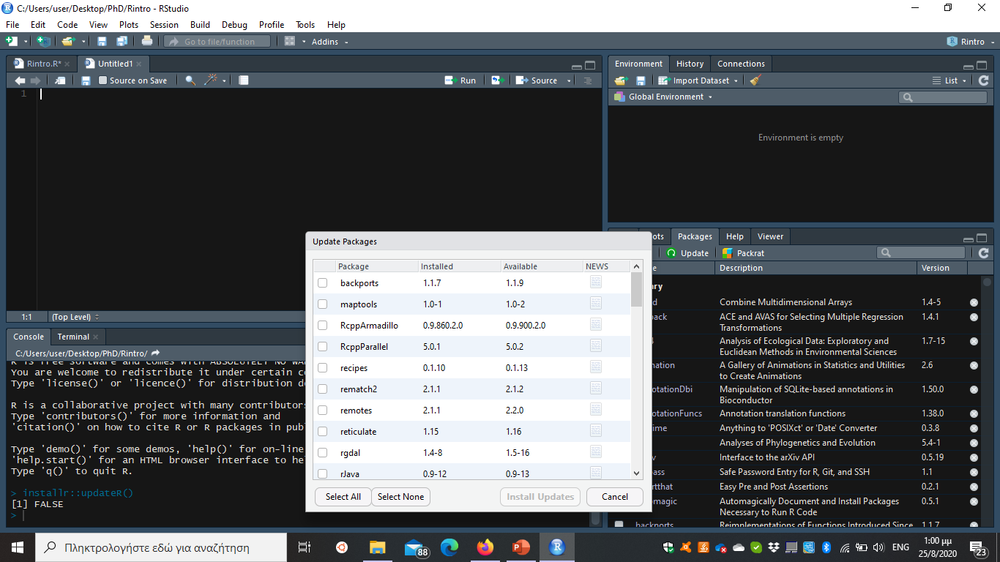 C:/Users/user/Desktop/PhD/Rintro - RStudio
File Edit Code View Plots Session Build Debug Profile Tools Help
Go to file/function Addins Rintro
Rintro.R* Untitled1
Source on Save Run Source
1
1:1 (Top Level)
Console Terminal
C:/Users/user/Desktop/PhD/Rintro/
R is free software and comes with ABSOLUTELY NO
You are welcome to redistribute it under certain
Type 'license()' or 'licence()' for distribution
R is a collaborative project with many contributors
Type 'contributors()' for more information and
'citation()' on how to cite R or R packages in
Type 'demo()' for some demos, 'help()' for on-line
'help.start()' for an HTML browser interface to
Type 'q()' to quit R.
> installr::updateR()
[1] FALSE
>
Environment History Connections
Import Dataset List
Global Environment
Environment is empty
Packages Help Viewer
Update Packrat
Description Version
Combine Multidimensional Arrays 1.4-5
ACE and AVAS for Selecting Multiple Regression
Transformations 1.4.1
Analysis of Ecological Data: Exploratory and
Euclidean Methods in Environmental Sciences 1.7-15
A Gallery of Animations in Statistics and Utilities
to Create Animations 2.6
Manipulation of SQLite-based annotations in
Bioconductor 1.50.0
Annotation translation functions 1.38.0
Anything to 'POSIXct' or 'Date' Converter 0.3.8
Analyses of Phylogenetics and Evolution 5.4-1
Interface to the arXiv API 0.5.19
Safe Password Entry for R, Git, and SSH 1.1
Easy Pre and Post Assertions 0.2.1
Automagically Document and Install Packages
Necessary to Run R Code 0.5.1
backports Reimplementations of Functions Introduced Since 1.1.7
Update Packages
Package Installed Available NEWS
backports 1.1.7 1.1.9
maptools 1.0-1 1.0-2
RcppArmadillo 0.9.860.2.0 0.9.900.2.0
RcppParallel 5.0.1 5.0.2
recipes 0.1.10 0.1.13
rematch2 2.1.1 2.1.2
remotes 2.1.1 2.2.0
reticulate 1.15 1.16
rgdal 1.4-8 1.5-16
rJava 0.9-12 0.9-13
Select All Select None Install Updates Cancel
Πληκτρολογήστε εδώ για αναζήτηση 88 ENG 1:00 μμ
25/8/2020 23